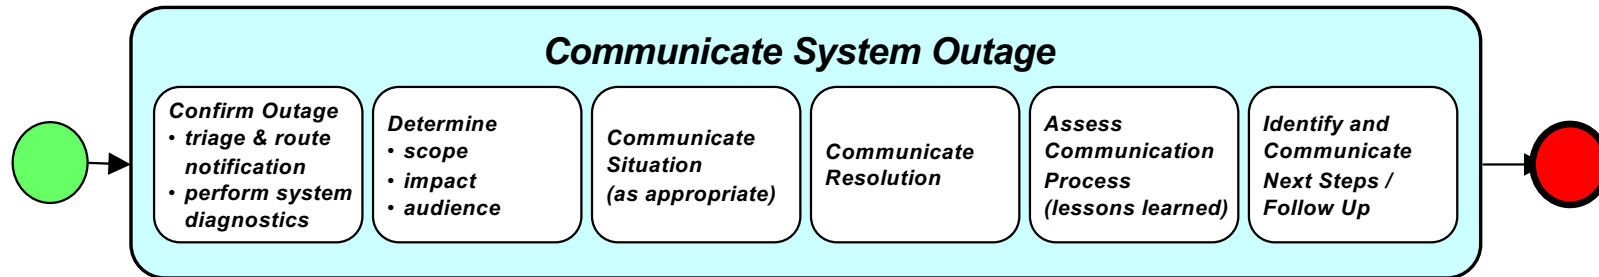 Communicate System Outage
Confirm Outage
• triage & route
notification
• perform system
diagnostics
Determine
• scope
• impact
• audience
Communicate
Situation
(as appropriate)
Communicate
Resolution
Assess
Communication
Process
(lessons learned)
Identify and
Communicate
Next Steps /
Follow Up